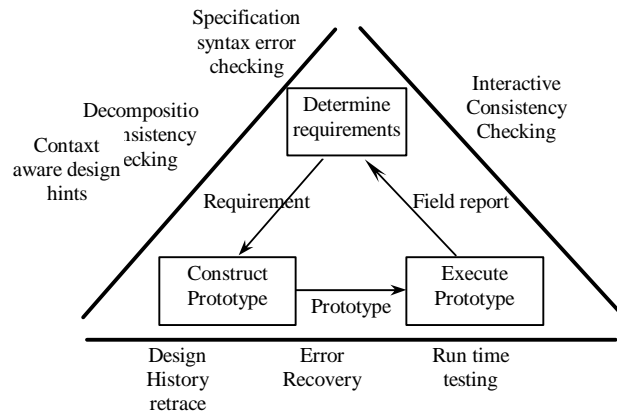 Specification
syntax error
checking
Determine
requirements
Interactive
Consistency
Checking
Decompositio
nsistency
ecking
Contaxt
aware design
hints
Requirement
Field report
Construct
Prototype
Prototype
Execute
Prototype
Design
History
retrace
Error
Recovery
Run time
testing